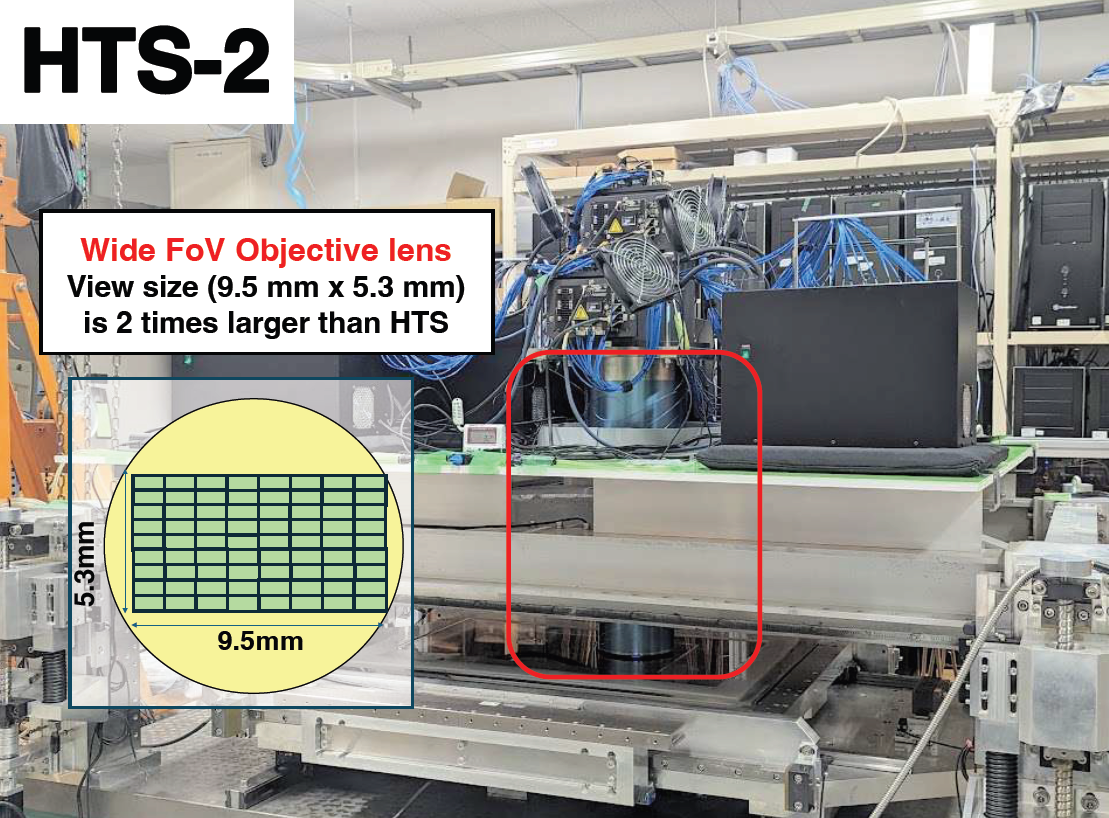 HTS-2
Wide FoV Objective lens
View size (9.5 mm x 5.3 mm)
is 2 times larger than HTS
5.3mm
9.5mm